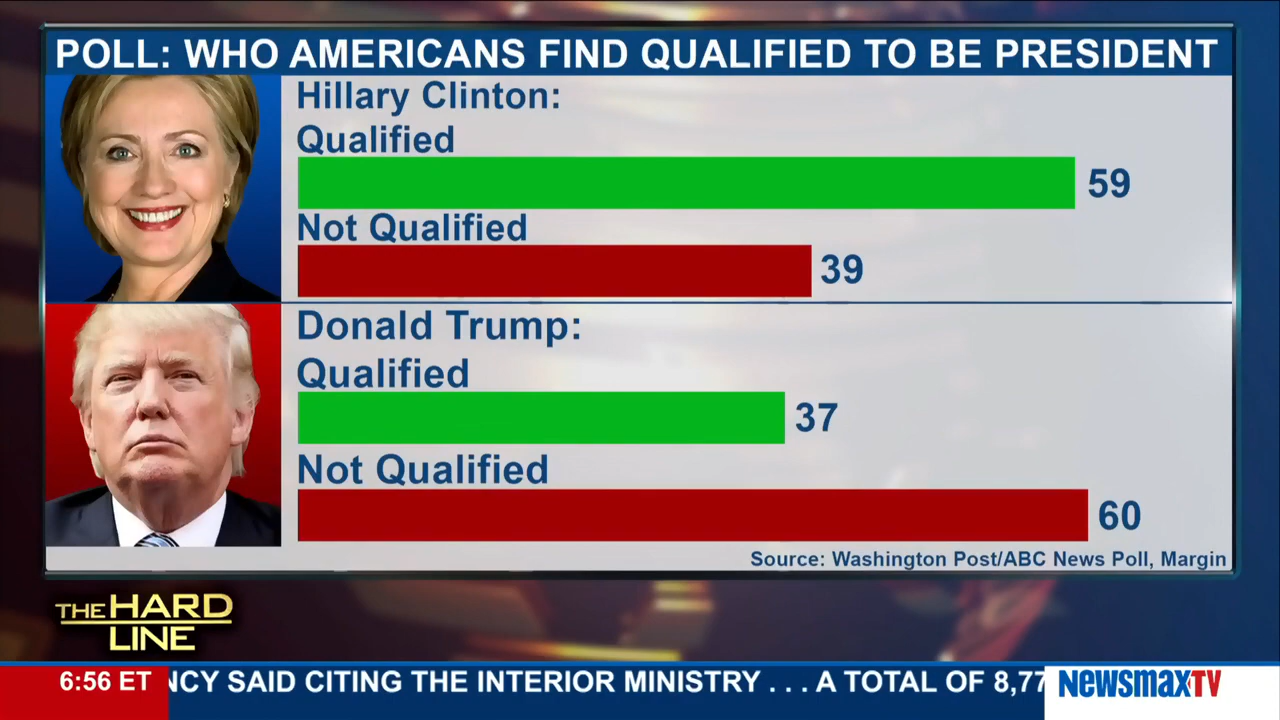 POLL: WHO AMERICANS FIND QUALIFIED TO BE PRESIDENT
Hillary Clinton:
Qualified
59
Not Qualified
39
Donald Trump:
Qualified
37
Not Qualified
60
Source: Washington Post/ABC News Poll, Margin
THE HARD
LINE
6:56 ET NCY SAID CITING THE INTERIOR MINISTRY . . . A TOTAL OF 8,77 NEWSMAXTV